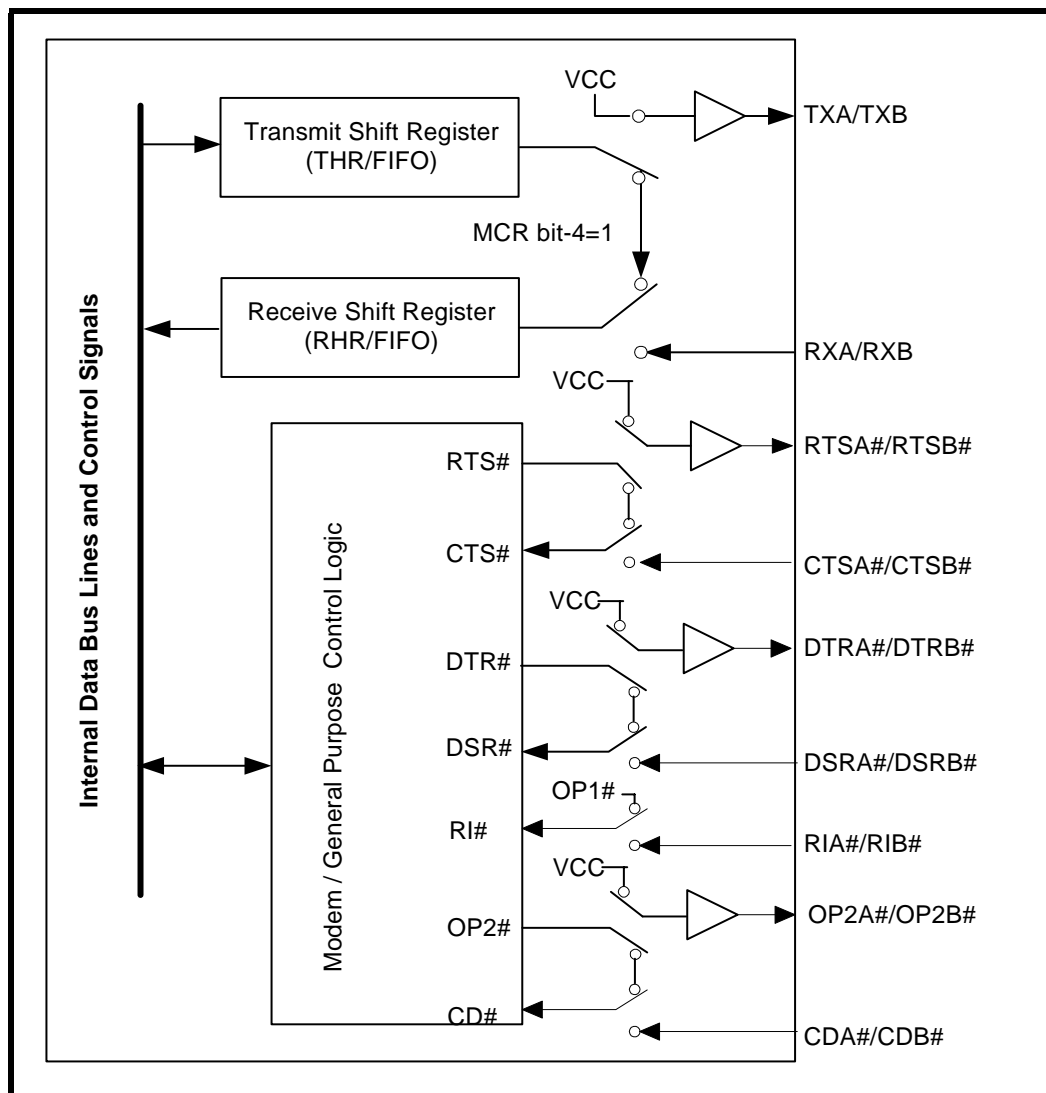 VCC
TXA/TXB
Transmit Shift Register
(THR/FIFO)
MCR bit-4=1
Receive Shift Register
(RHR/FIFO)
RXA/RXB
VCC
RTSA#/RTSB#
RTS#
CTS#
CTSA#/CTSB#
VCC
DTRA#/DTRB#
DTR#
DSR#
DSRA#/DSRB#
OP1#
RI#
RIA#/RIB#
VCC
OP2A#/OP2B#
OP2#
CD#
CDA#/CDB#
Internal Data Bus Lines and Control Signals
Modem / General Purpose Control Logic